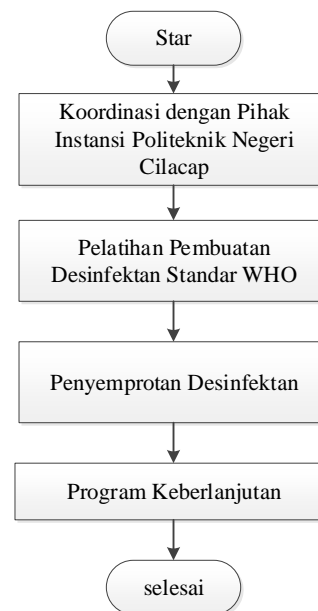 Star
Koordinasi dengan Pihak
Instansi Politeknik Negeri
Cilacap
Pelatihan Pembuatan
Desinfektan Standar WHO
Penyemprotan Desinfektan
Program Keberlanjutan
selesai